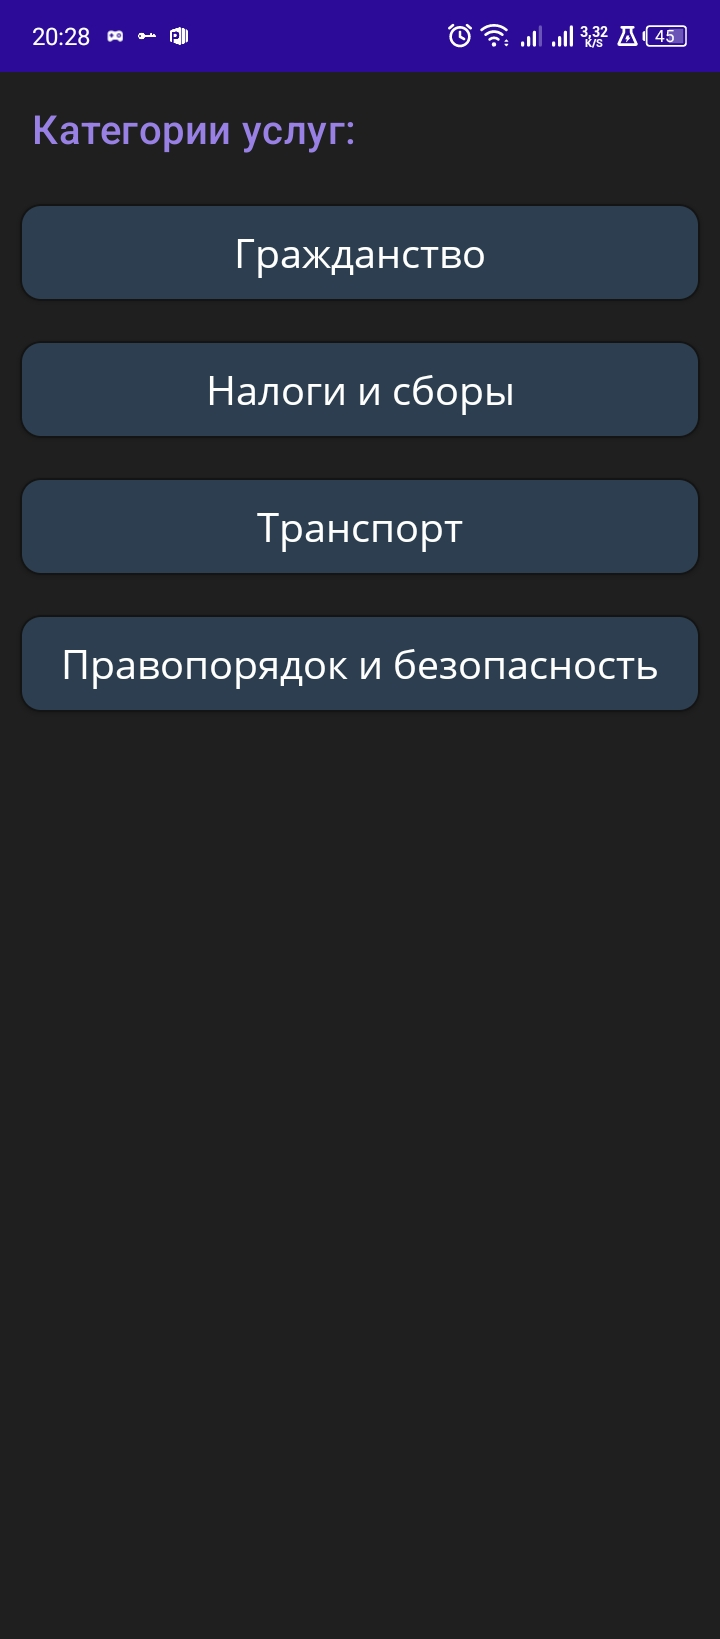 20:28
3,32
K/S
45
Категории услуг:
Гражданство
Налоги и сборы
Транспорт
Правопорядок и безопасность